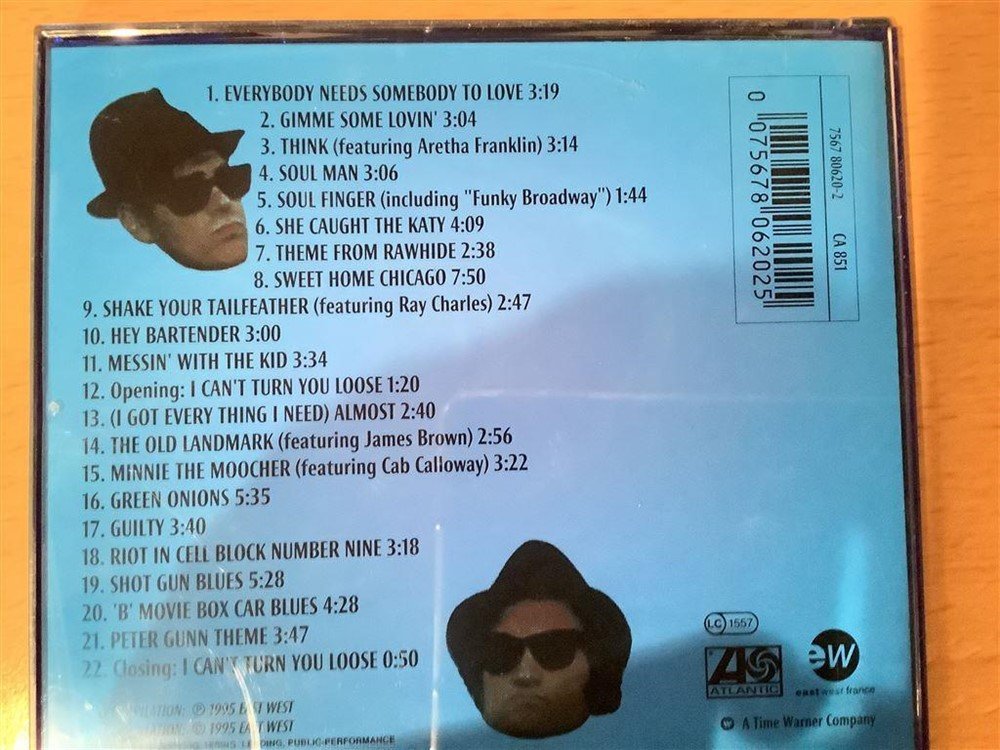 1. EVERYBODY NEEDS SOMEBODY TO LOVE 3:19
2. GIMME SOME LOVIN' 3:04
3. THINK (featuring Aretha Franklin) 3:14
4. SOUL MAN 3:06
5. SOUL FINGER (including "Funky Broadway") 1:44
6. SHE CAUGHT THE KATY 4:09
7. THEME FROM RAWHIDE 2:38
8. SWEET HOME CHICAGO 7:50
9. SHAKE YOUR TAILFEATHER (featuring Ray Charles) 2:47
10. HEY BARTENDER 3:00
11. MESSIN' WITH THE KID 3:34
12. Opening: I CAN'T TURN YOU LOOSE 1:20
13. (I GOT EVERY THING I NEED) ALMOST 2:40
14. THE OLD LANDMARK (featuring James Brown) 2:56
15. MINNIE THE MOOCHER (featuring Cab Calloway) 3:22
16. GREEN ONIONS 5:35
17. GUILTY 3:40
18. RIOT IN CELL BLOCK NUMBER NINE 3:18
19. SHOT GUN BLUES 5:28
20. 'B' MOVIE BOX CAR BLUES 4:28
21. PETER GUNN THEME 3:47
22. Closing: I CAN'T TURN YOU LOOSE 0:50
℗ 1995 EAST WEST
© 1995 EAST WEST
PUBLIC PERFORMANCE
0 075678 062025
7567 80620-2 CA 851
LC 1557
ATLANTIC
ew
east west france
A Time Warner Company